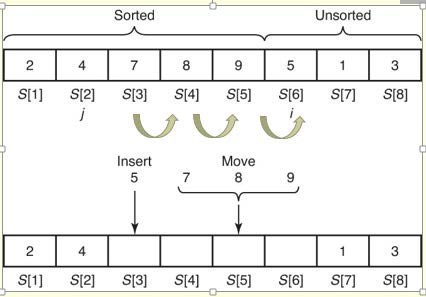 Sorted Unsorted
2 4 7 8 9 5 1 3
S[1] S[2] S[3] S[4] S[5] S[6] S[7] S[8]
j i
Insert Move
5 7 8 9
2 4 1 3
S[1] S[2] S[3] S[4] S[5] S[6] S[7] S[8]